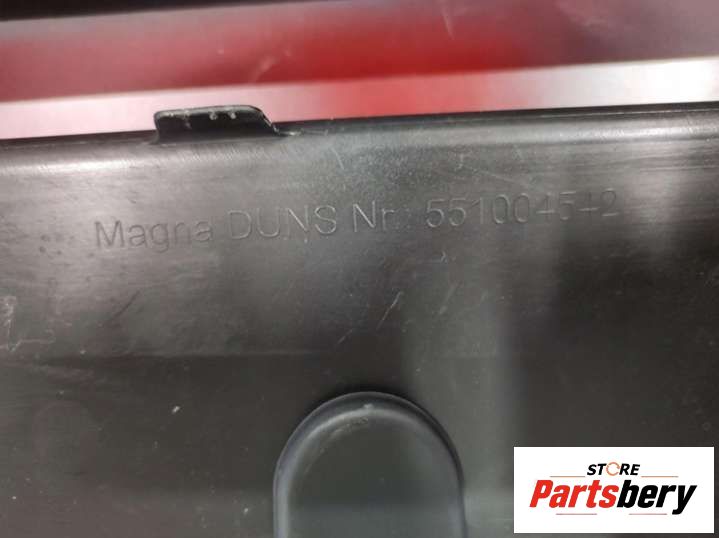 Magna DUNS Nr.: 551004542
STORE
Partsbery